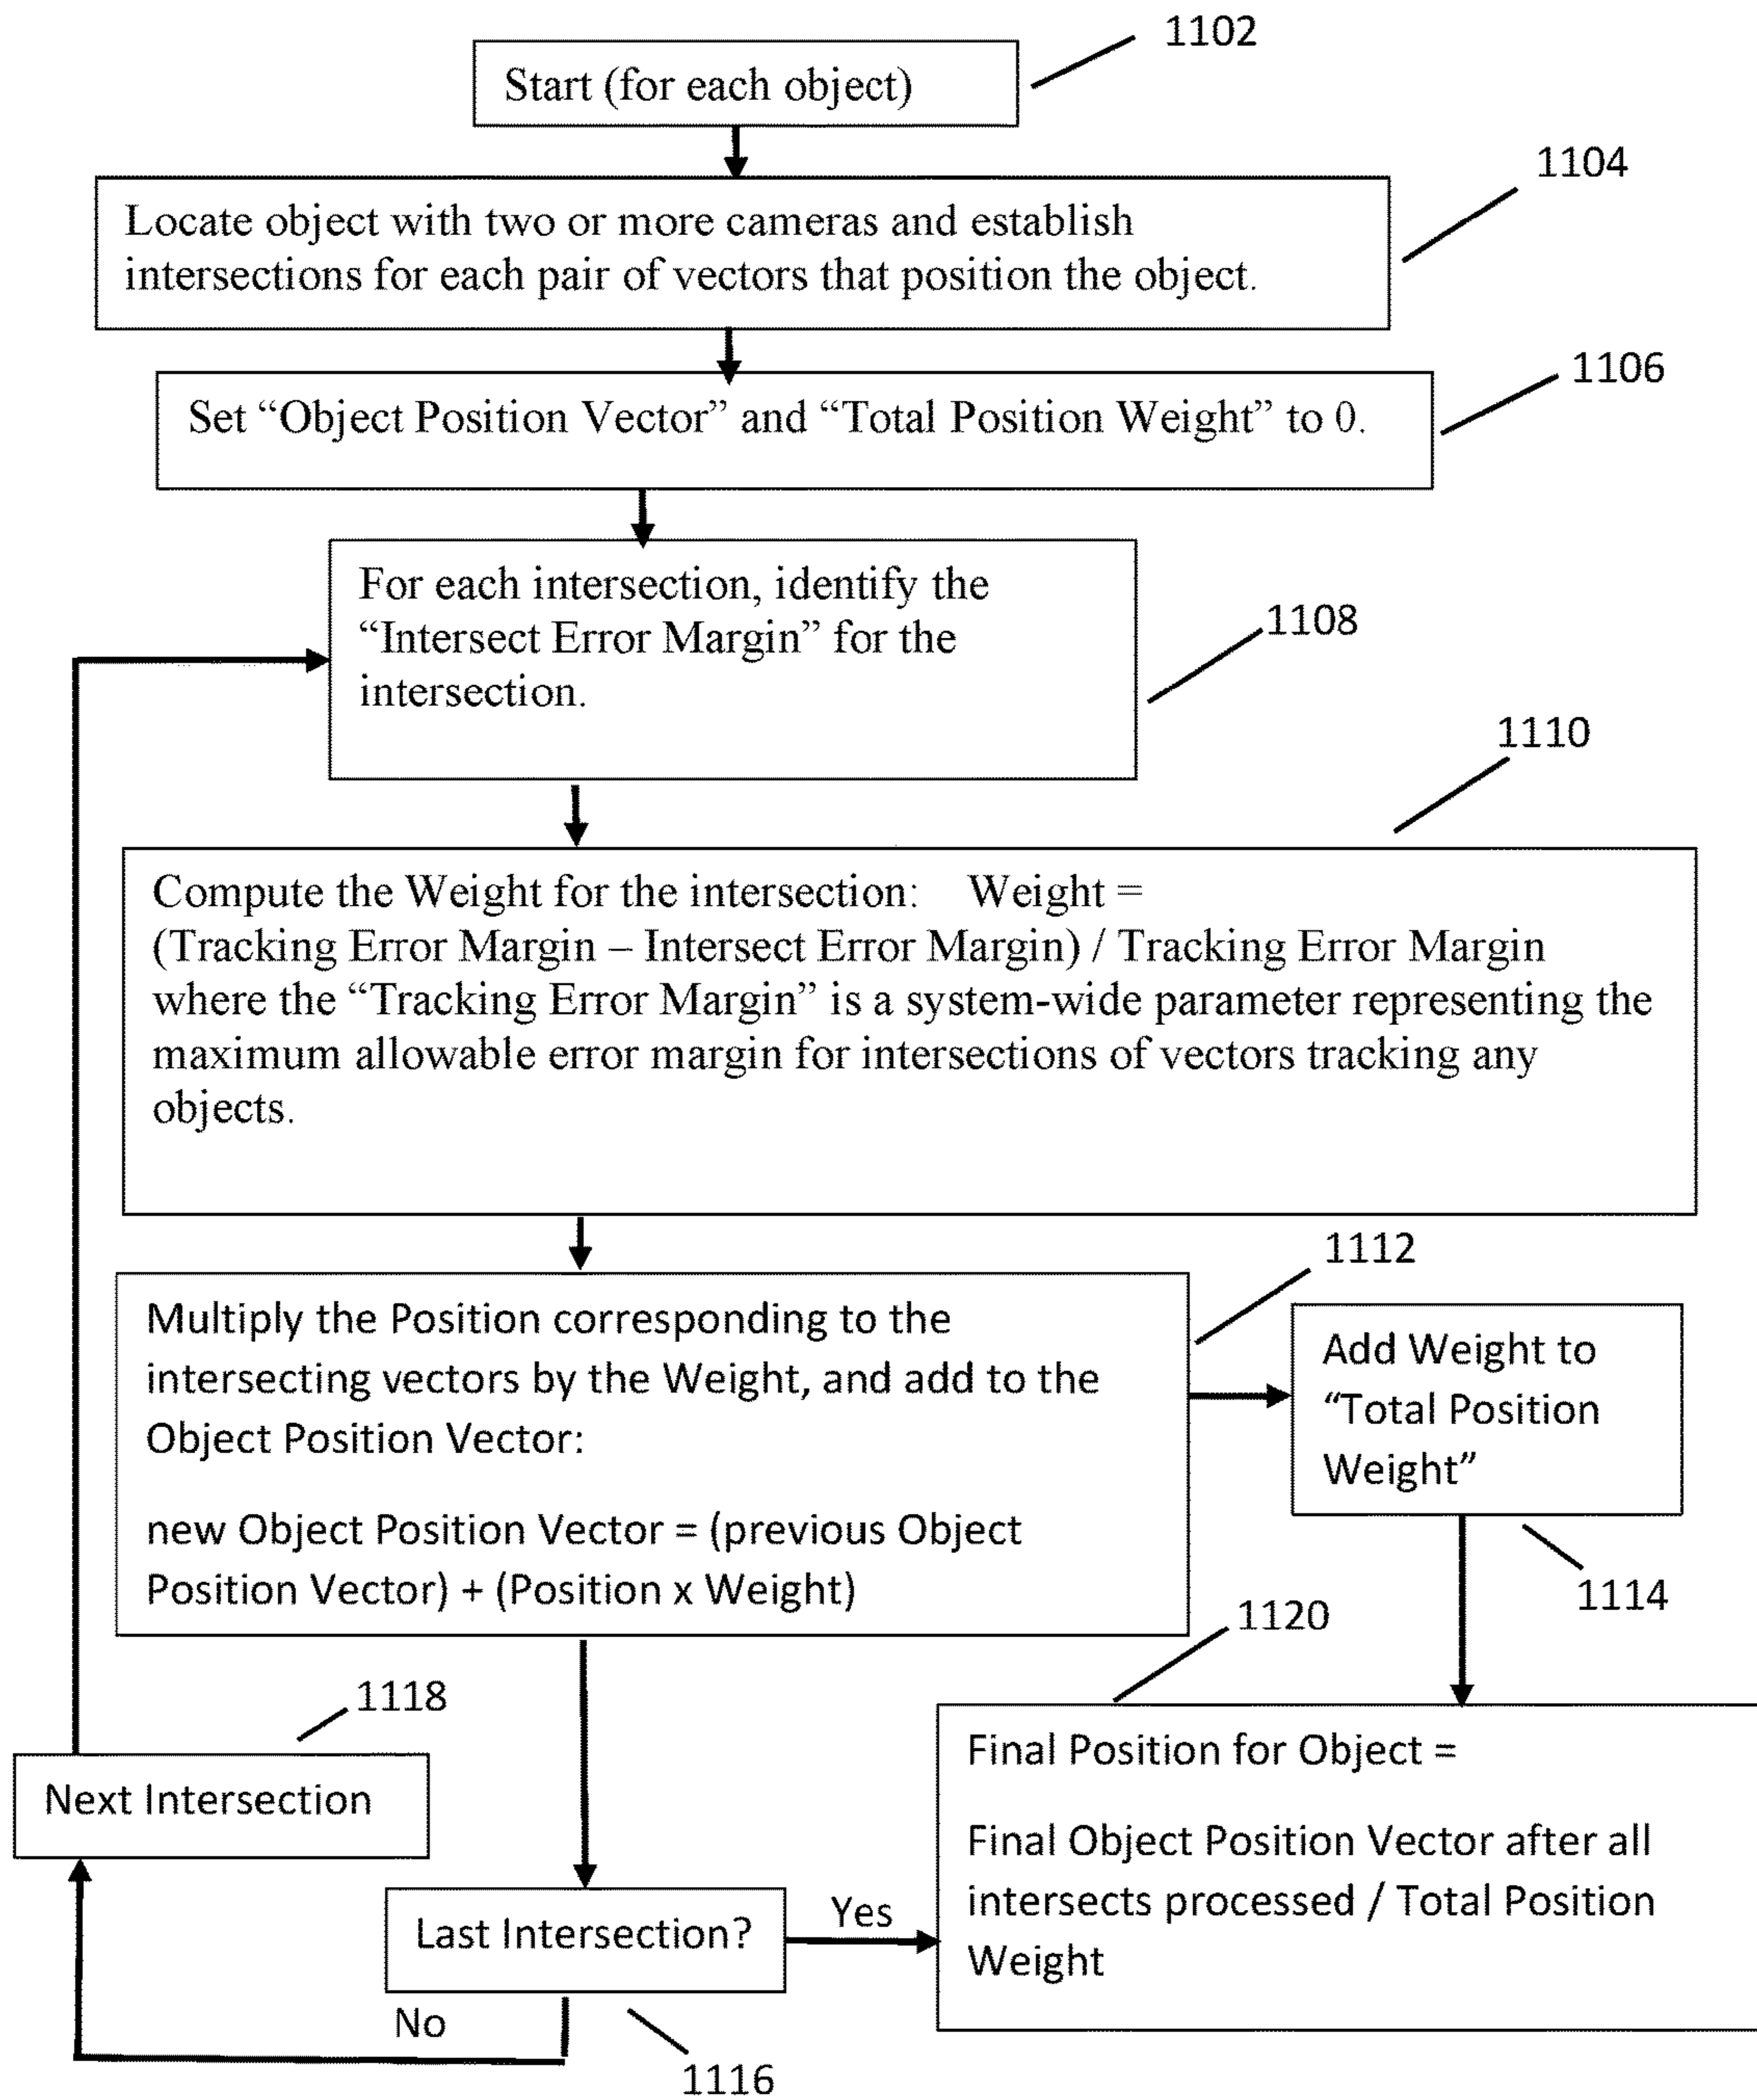 1102
Start (for each object)
1104
Locate object with two or more cameras and establish
intersections for each pair of vectors that position the object.
1106
Set “Object Position Vector” and “Total Position Weight” to 0.
For each intersection, identify the
“Intersect Error Margin” for the
intersection.
1108
1110
Compute the Weight for the intersection: Weight =
(Tracking Error Margin – Intersect Error Margin) / Tracking Error Margin
where the “Tracking Error Margin” is a system-wide parameter representing the
maximum allowable error margin for intersections of vectors tracking any
objects.
1112
Multiply the Position corresponding to the
intersecting vectors by the Weight, and add to the
Object Position Vector:
new Object Position Vector = (previous Object
Position Vector) + (Position x Weight)
Add Weight to
“Total Position
Weight”
1114
1120
1118
Next Intersection
Final Position for Object =
Final Object Position Vector after all
intersects processed / Total Position
Weight
Last Intersection?
Yes
No
1116